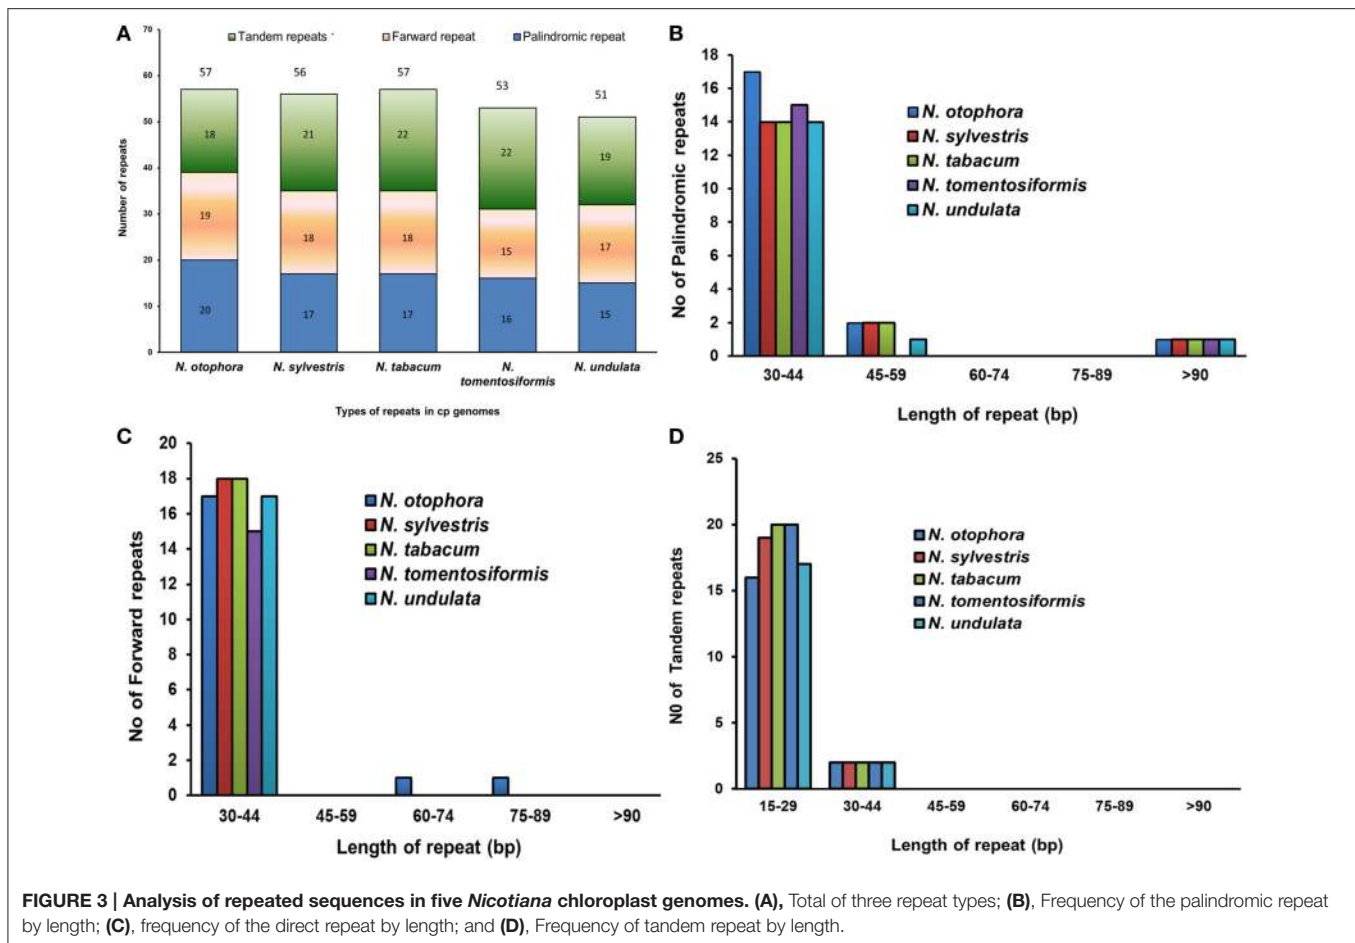 A
70
60
50
40
30
20
10
0
Number of repeats
Tandem repeats
Farward repeat
Palindromic repeat
57
56
57
53
51
18
21
22
22
19
19
18
18
15
17
20
17
17
16
15
N. otophora
N. sylvestris
N. tabacum
N. tomentosiformis
N. undulata
Types of repeats in cp genomes
B
18
16
14
12
10
8
6
4
2
0
No of Palindromic repeats
N. otophora
N. sylvestris
N. tabacum
N. tomentosiformis
N. undulata
30-44 45-59 60-74 75-89 >90
Length of repeat (bp)
C
20
18
16
14
12
10
8
6
4
2
0
No of Forward repeats
N. otophora
N. sylvestris
N. tabacum
N. tomentosiformis
N. undulata
30-44 45-59 60-74 75-89 >90
Length of repeat (bp)
D
25
20
15
10
5
0
N0 of Tandem repeats
N. otophora
N. sylvestris
N. tabacum
N. tomentosiformis
N. undulata
15-29 30-44 45-59 60-74 75-89 >90
Length of repeat (bp)
FIGURE 3 | Analysis of repeated sequences in five Nicotiana chloroplast genomes. (A), Total of three repeat types; (B), Frequency of the palindromic repeat
by length; (C), frequency of the direct repeat by length; and (D), Frequency of tandem repeat by length.